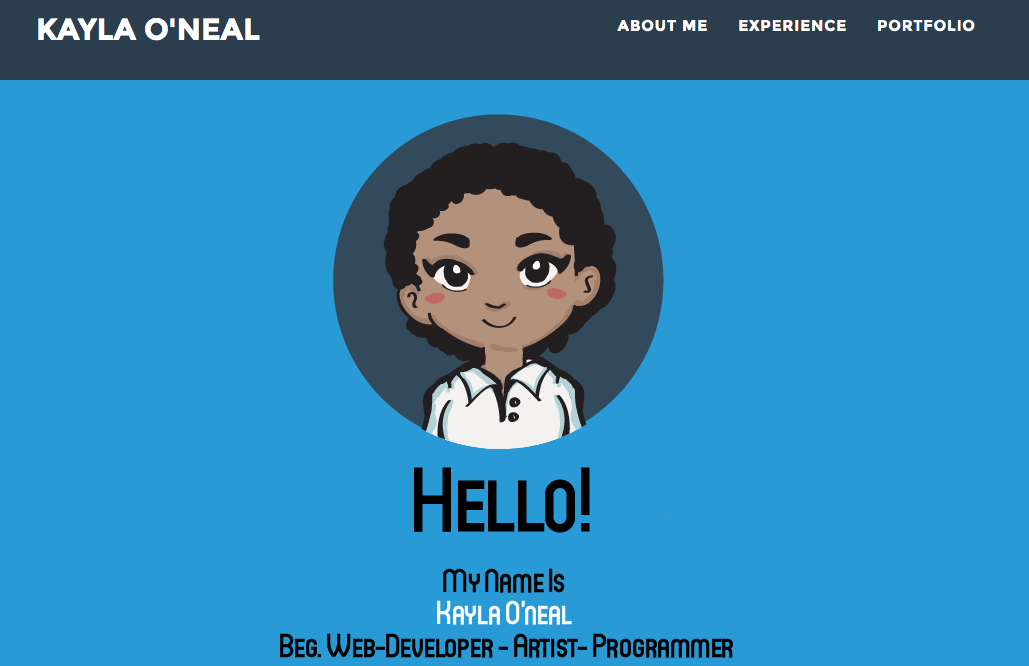 KAYLA O'NEAL
ABOUT ME EXPERIENCE PORTFOLIO
Hello!
My Name Is
Kayla O'neal
Beg. Web-Developer - Artist- Programmer